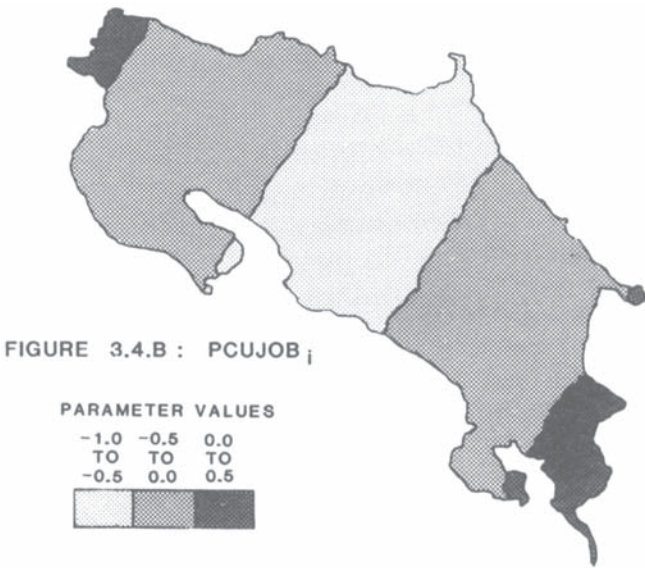 FIGURE 3.4.B : PCUJOB i
PARAMETER VALUES
-1.0 -0.5 0.0
TO TO TO
-0.5 0.0 0.5